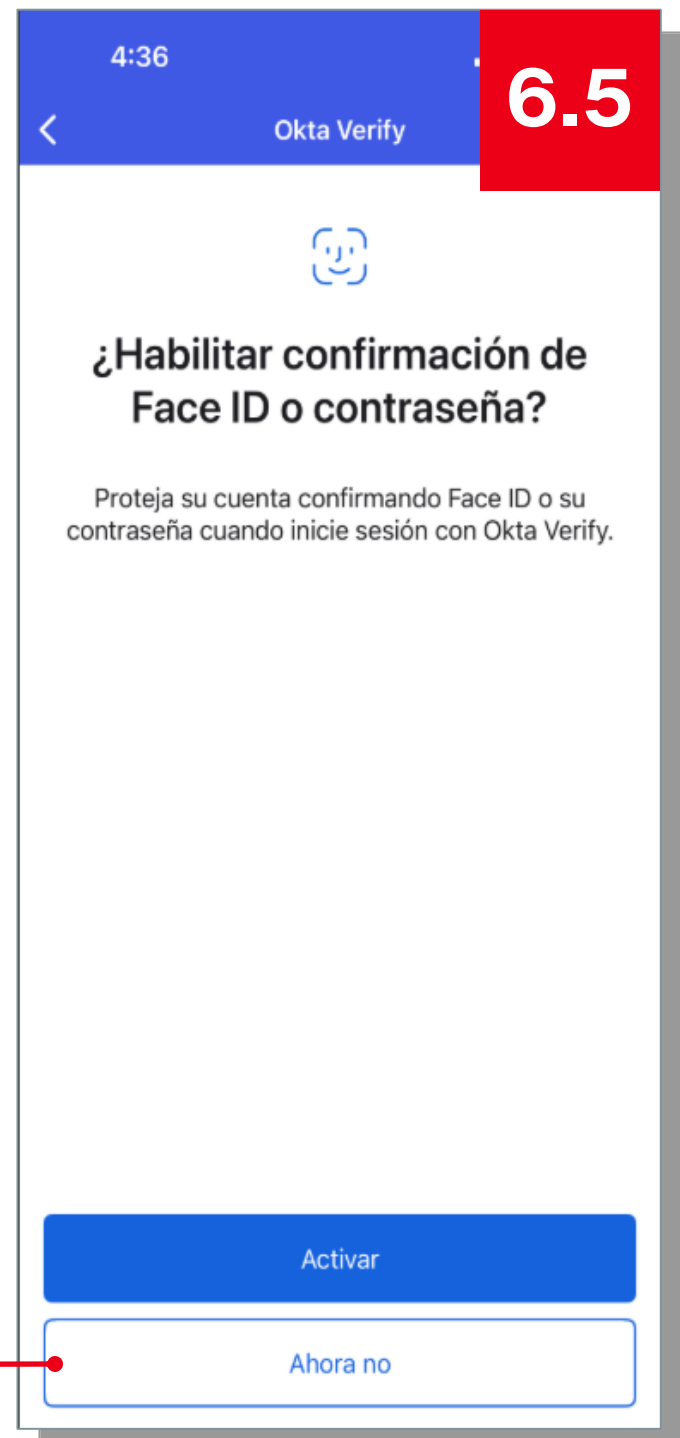 4:36
6.5
Okta Verify
¿Habilitar confirmación de
Face ID o contraseña?
Proteja su cuenta confirmando Face ID o su
contraseña cuando inicie sesión con Okta Verify.
Activar
Ahora no